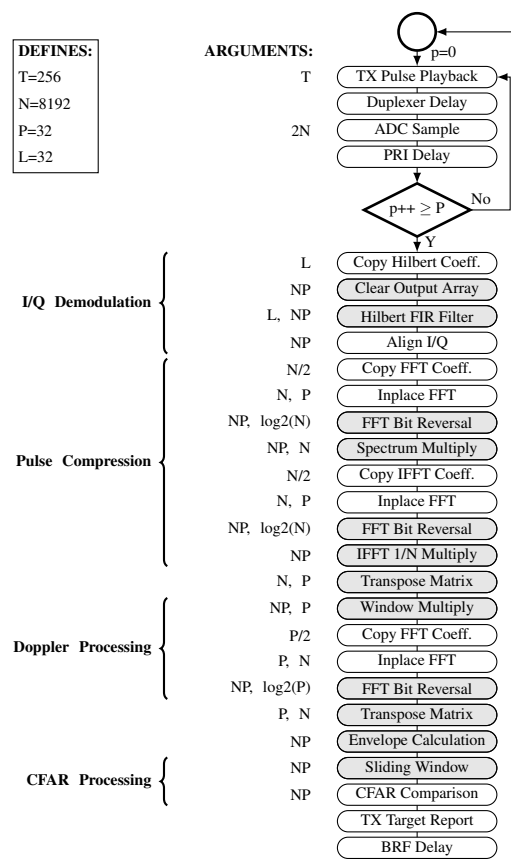 p=0
DEFINES:
T=256
N=8192
P=32
L=32
ARGUMENTS:
T TX Pulse Playback
Duplexer Delay
2N ADC Sample
PRI Delay
p++ ≥ P No
Y
L Copy Hilbert Coeff.
I/Q Demodulation
NP Clear Output Array
L, NP Hilbert FIR Filter
NP Align I/Q
Pulse Compression
N/2 Copy FFT Coeff.
N, P Inplace FFT
NP, log2(N) FFT Bit Reversal
NP, N Spectrum Multiply
N/2 Copy IFFT Coeff.
N, P Inplace FFT
NP, log2(N) FFT Bit Reversal
NP IFFT 1/N Multiply
N, P Transpose Matrix
Doppler Processing
NP, P Window Multiply
P/2 Copy FFT Coeff.
P, N Inplace FFT
NP, log2(P) FFT Bit Reversal
P, N Transpose Matrix
NP Envelope Calculation
CFAR Processing
NP Sliding Window
NP CFAR Comparison
TX Target Report
BRF Delay